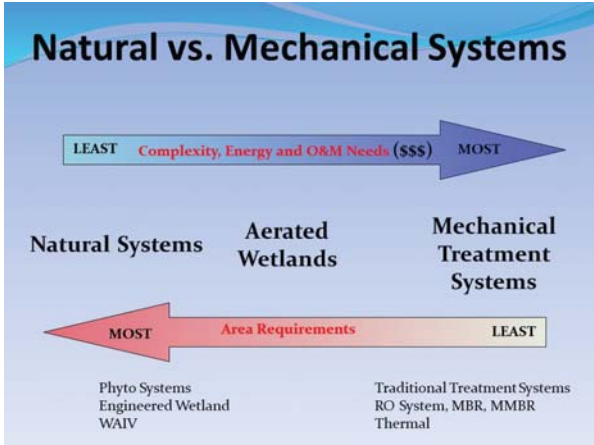 Natural vs. Mechanical Systems
LEAST Complexity, Energy and O&M Needs ($$$) MOST
Natural Systems
Aerated
Wetlands
Mechanical
Treatment
Systems
MOST Area Requirements LEAST
Phyto Systems
Engineered Wetland
WAIV
Traditional Treatment Systems
RO System, MBR, MMBR
Thermal